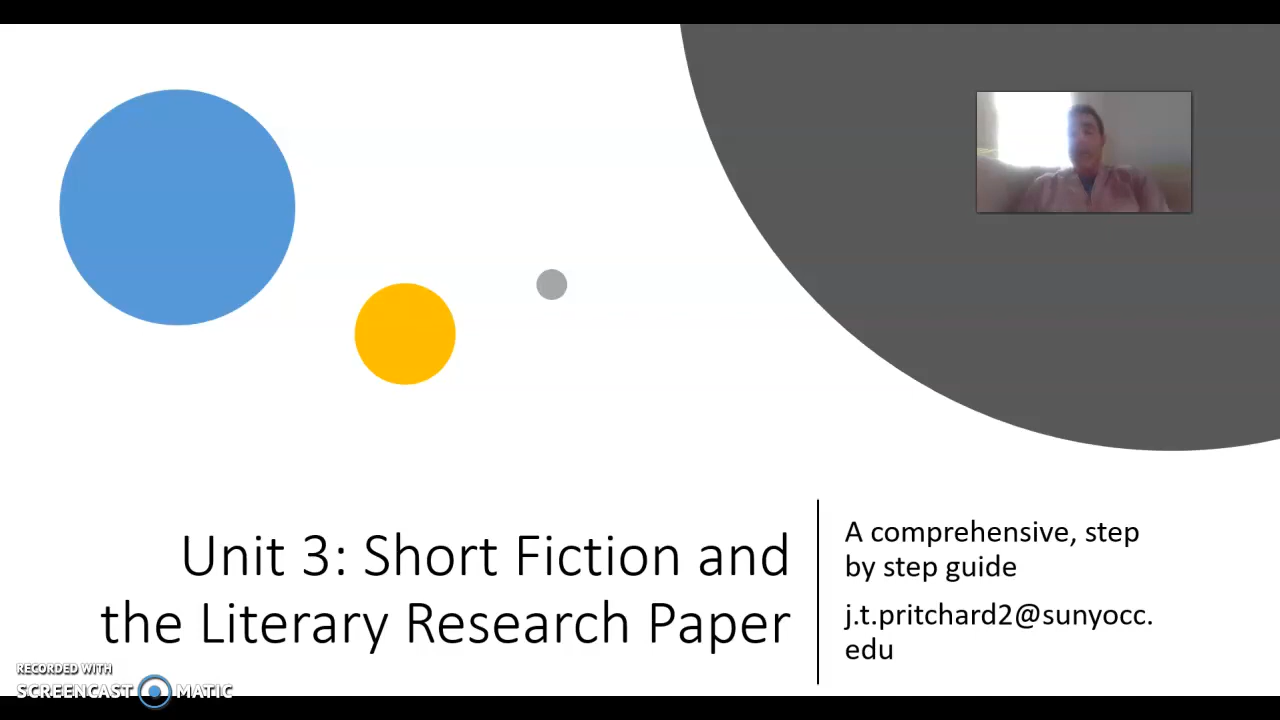 Unit 3: Short Fiction and
the Literary Research Paper
A comprehensive, step
by step guide
j.t.pritchard2@sunyocc.
edu
RECORDED WITH
SCREENCAST MATIC